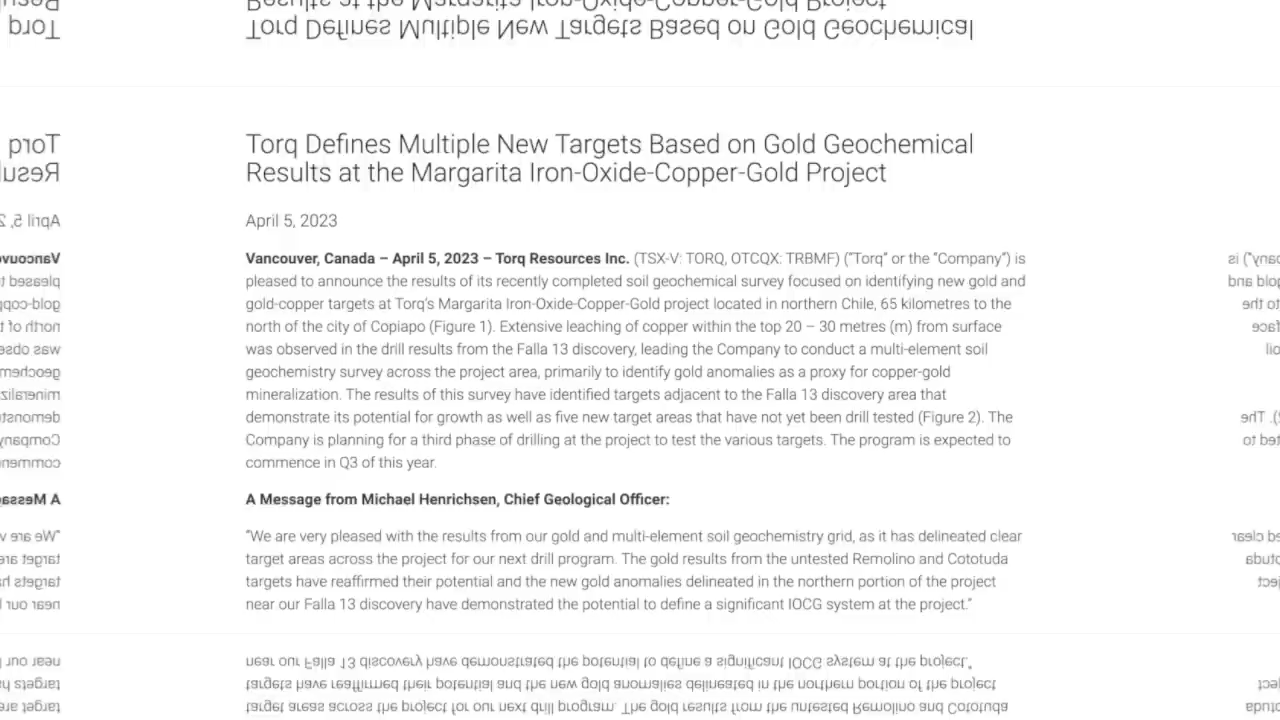 Torq Defines Multiple New Targets Based on Gold Geochemical
Results at the Margarita Iron-Oxide-Copper-Gold Project
April 5, 2023
Vancouver, Canada – April 5, 2023 – Torq Resources Inc. (TSX-V: TORQ, OTCQX: TRBMF) (“Torq” or the “Company”) is
pleased to announce the results of its recently completed soil geochemical survey focused on identifying new gold and
gold-copper targets at Torq’s Margarita Iron-Oxide-Copper-Gold project located in northern Chile, 65 kilometres to the
north of the city of Copiapo (Figure 1). Extensive leaching of copper within the top 20 – 30 metres (m) from surface
was observed in the drill results from the Falla 13 discovery, leading the Company to conduct a multi-element soil
geochemistry survey across the project area, primarily to identify gold anomalies as a proxy for copper-gold
mineralization. The results of this survey have identified targets adjacent to the Falla 13 discovery area that
demonstrate its potential for growth as well as five new target areas that have not yet been drill tested (Figure 2). The
Company is planning for a third phase of drilling at the project to test the various targets. The program is expected to
commence in Q3 of this year.
A Message from Michael Henrichsen, Chief Geological Officer:
“We are very pleased with the results from our gold and multi-element soil geochemistry grid, as it has delineated clear
target areas across the project for our next drill program. The gold results from the untested Remolino and Cototuda
targets have reaffirmed their potential and the new gold anomalies delineated in the northern portion of the project
near our Falla 13 discovery have demonstrated the potential to define a significant IOCG system at the project.”